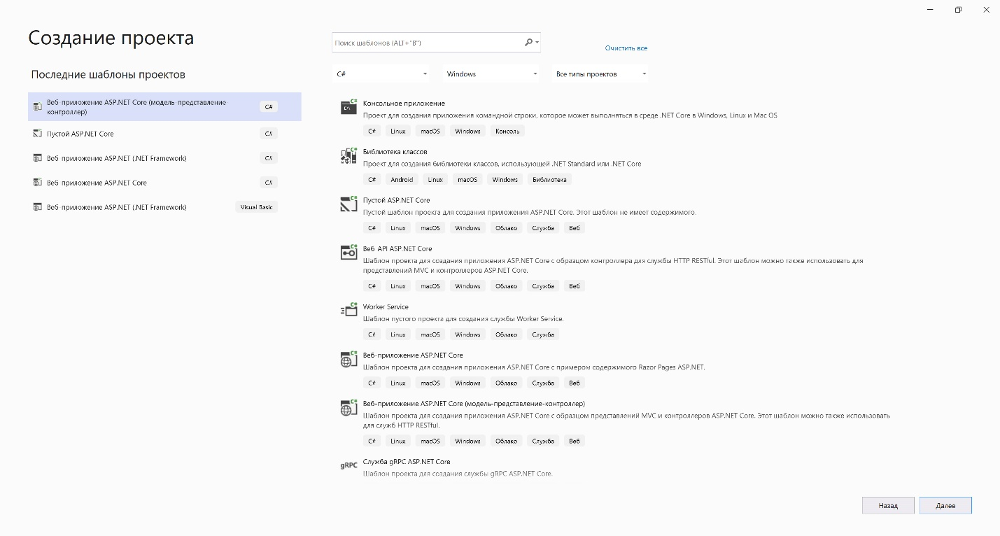 Создание проекта
Последние шаблоны проектов
Веб-приложение ASP.NET Core (модель-представление-
контроллер)
C#
Пустой ASP.NET Core
C#
Веб-приложение ASP.NET (.NET Framework)
C#
Веб-приложение ASP.NET Core
C#
Веб-приложение ASP.NET (.NET Framework)
Visual Basic
Поиск шаблонов (ALT+"В")
Очистить все
C# Windows Все типы проектов
C#
Консольное приложение
C:\
Проект для создания приложения командной строки, которое может выполняться в среде .NET Core в Windows, Linux и Mac OS
C# Linux macOS Windows Консоль
C#
Библиотека классов
Проект для создания библиотеки классов, использующей .NET Standard или .NET Core
C# Android Linux macOS Windows Библиотека
C#
Пустой ASP.NET Core
Пустой шаблон проекта для создания приложения ASP.NET Core. Этот шаблон не имеет содержимого.
C# Linux macOS Windows Облако Служба Веб
C#
Веб-API ASP.NET Core
Шаблон проекта для создания приложения ASP.NET Core с образцом контроллера для службы HTTP RESTful. Этот шаблон можно также использовать для
представлений MVC и контроллеров ASP.NET Core.
C# Linux macOS Windows Облако Служба Веб
C#
Worker Service
Шаблон пустого проекта для создания службы Worker Service.
C# Linux macOS Windows Облако Служба
C#
Веб-приложение ASP.NET Core
Шаблон проекта для создания приложения ASP.NET Core с примером содержимого Razor Pages ASP.NET.
C# Linux macOS Windows Облако Служба Веб
C#
Веб-приложение ASP.NET Core (модель-представление-контроллер)
Шаблон проекта для создания приложения ASP.NET Core с образцом представлений MVC и контроллеров ASP.NET Core. Этот шаблон можно также использовать
для служб HTTP RESTful.
C# Linux macOS Windows Облако Служба Веб
gRPC Служба gRPC ASP.NET Core
Шаблон проекта для создания службы gRPC ASP.NET Core.
Назад Далее